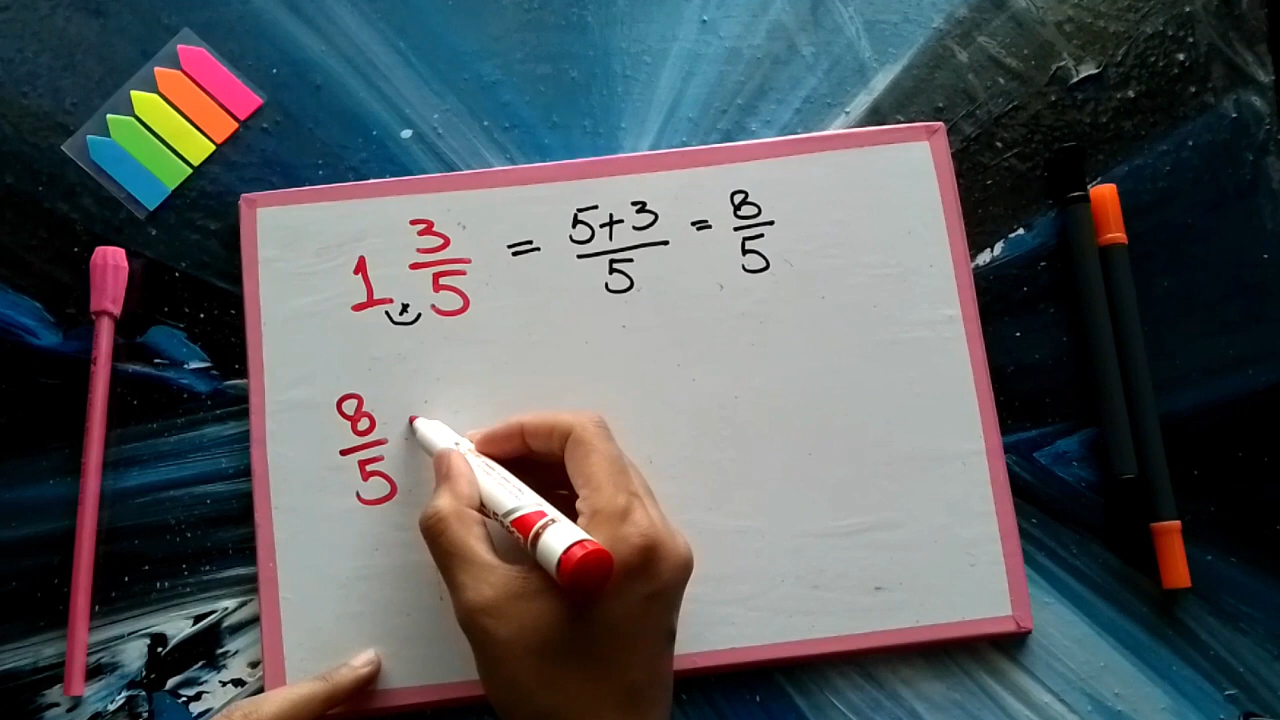 1 3/5 = (5+3)/5 = 8/5
×
8/5